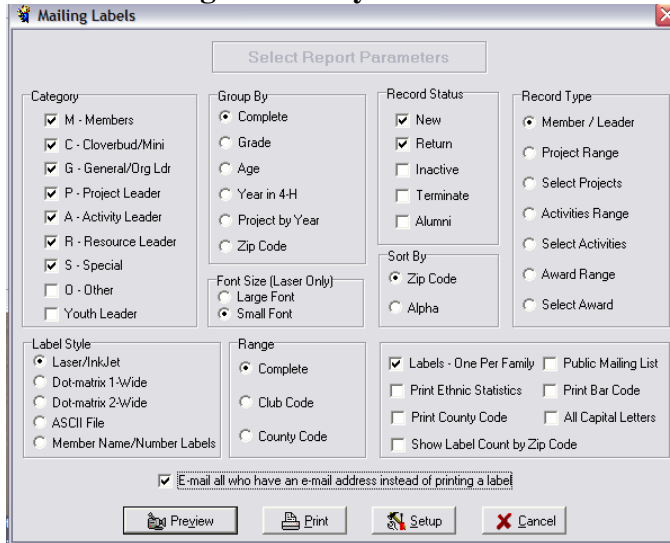 Mailing Labels
Select Report Parameters
Category
M - Members
C - Cloverbud/Mini
G - General/Org Ldr
P - Project Leader
A - Activity Leader
R - Resource Leader
S - Special
O - Other
Youth Leader
Group By
Complete
Grade
Age
Year in 4-H
Project by Year
Zip Code
Font Size (Laser Only)
Large Font
Small Font
Record Status
New
Return
Inactive
Terminate
Alumni
Sort By
Zip Code
Alpha
Record Type
Member / Leader
Project Range
Select Projects
Activities Range
Select Activities
Award Range
Select Award
Label Style
Laser/InkJet
Dot-matrix 1-Wide
Dot-matrix 2-Wide
ASCII File
Member Name/Number Labels
Range
Complete
Club Code
County Code
Labels - One Per Family Public Mailing List
Print Ethnic Statistics Print Bar Code
Print County Code All Capital Letters
Show Label Count by Zip Code
E-mail all who have an e-mail address instead of printing a label
Preview Print Setup Cancel